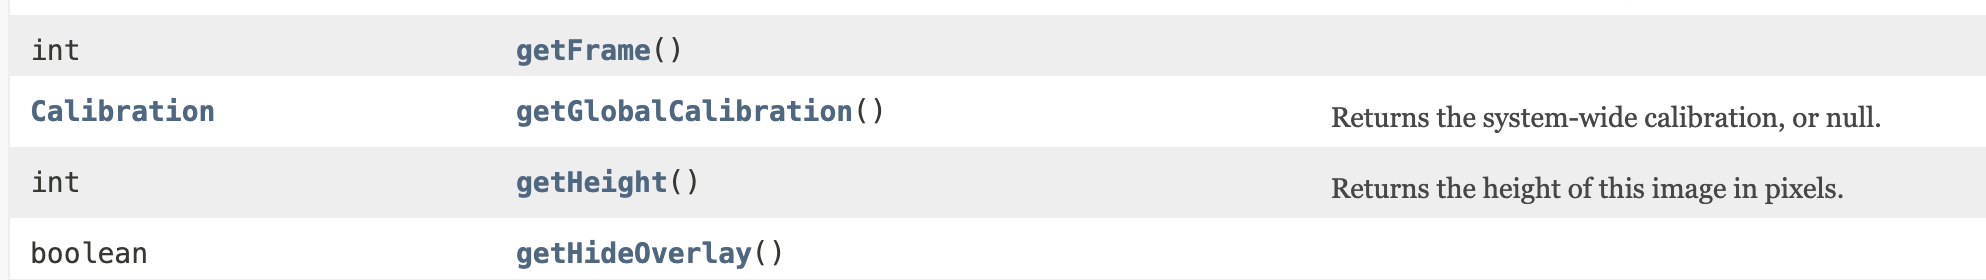 int getFrame()
Calibration getGlobalCalibration() Returns the system-wide calibration, or null.
int getHeight() Returns the height of this image in pixels.
boolean getHideOverlay()